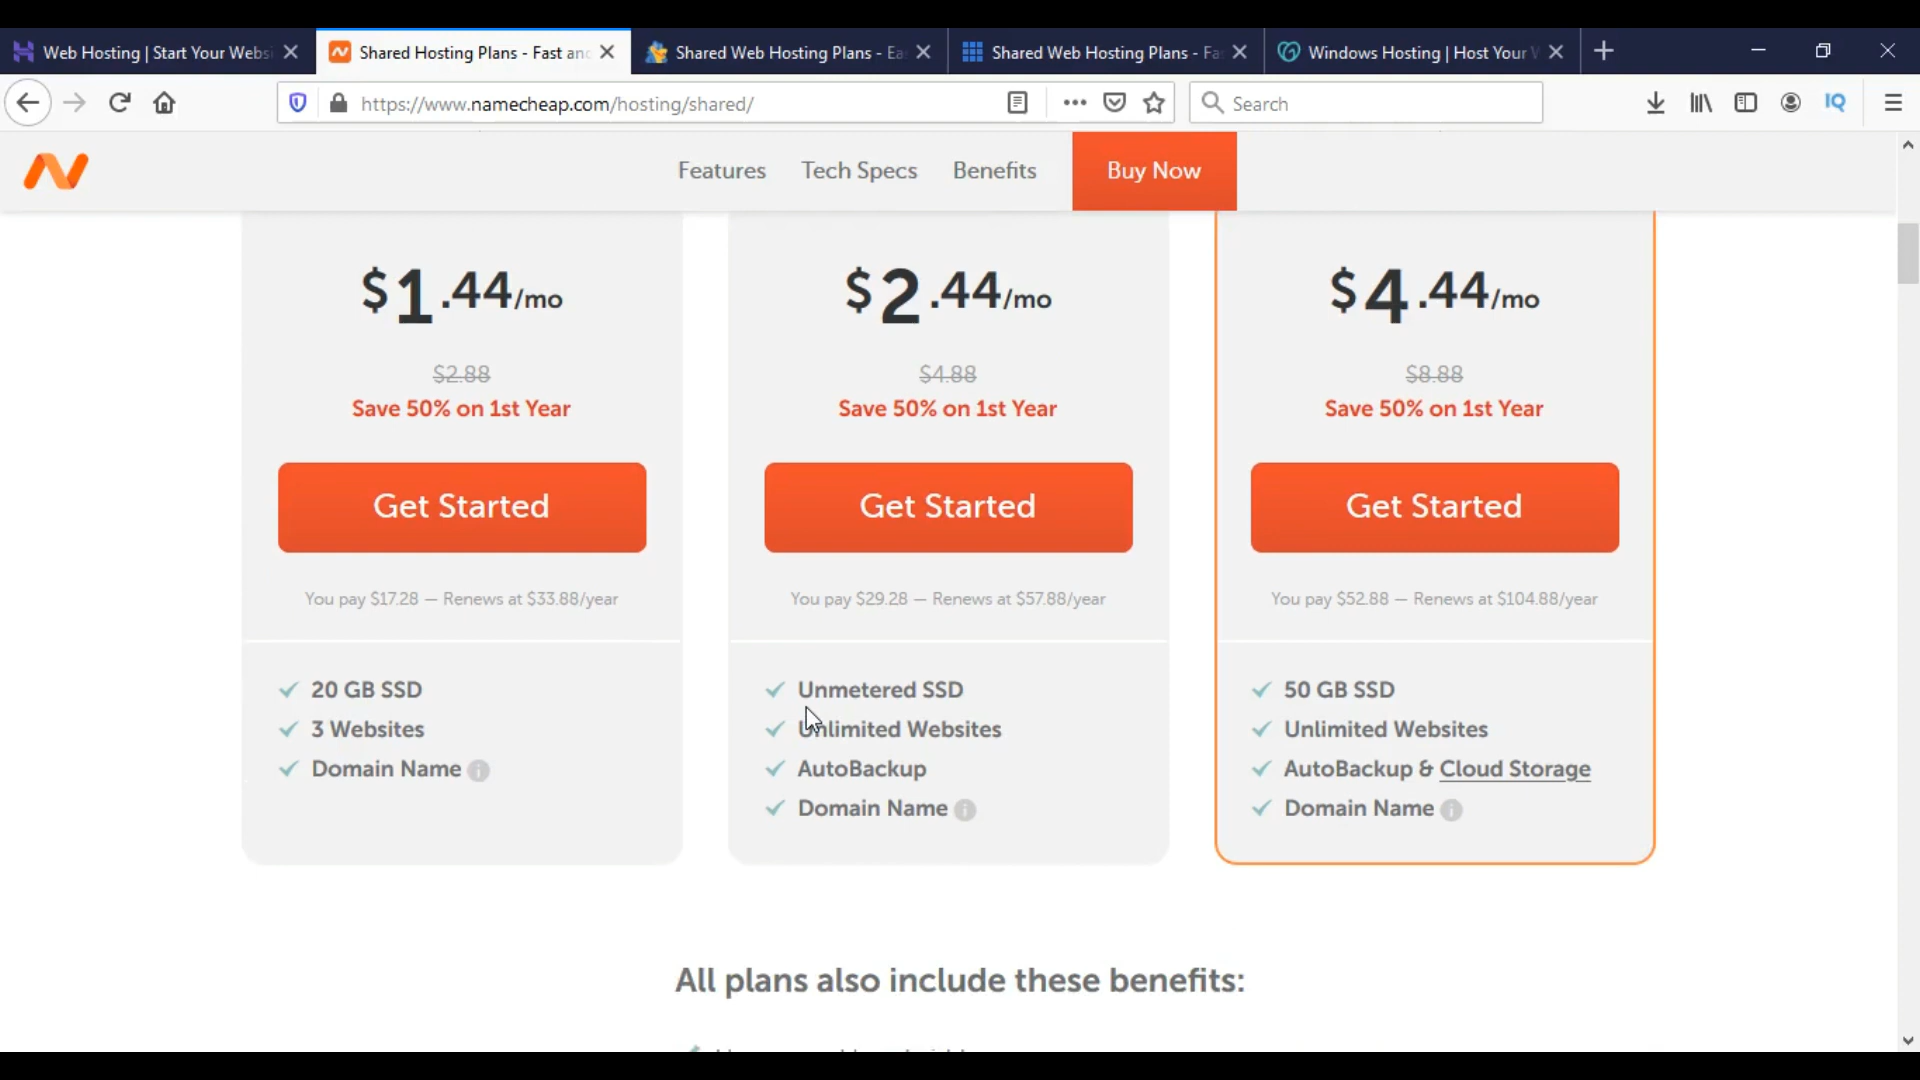 Web Hosting | Start Your Websi
Shared Hosting Plans - Fast and
Shared Web Hosting Plans - Ea
Shared Web Hosting Plans - Fa
Windows Hosting | Host Your W
https://www.namecheap.com/hosting/shared/
Search
IQ
Features
Tech Specs
Benefits
Buy Now
$1.44/mo
$2.88
Save 50% on 1st Year
Get Started
You pay $17.28 — Renews at $33.88/year
20 GB SSD
3 Websites
Domain Name
$2.44/mo
$4.88
Save 50% on 1st Year
Get Started
You pay $29.28 — Renews at $57.88/year
Unmetered SSD
Unlimited Websites
AutoBackup
Domain Name
$4.44/mo
$8.88
Save 50% on 1st Year
Get Started
You pay $52.88 — Renews at $104.88/year
50 GB SSD
Unlimited Websites
AutoBackup & Cloud Storage
Domain Name
All plans also include these benefits: